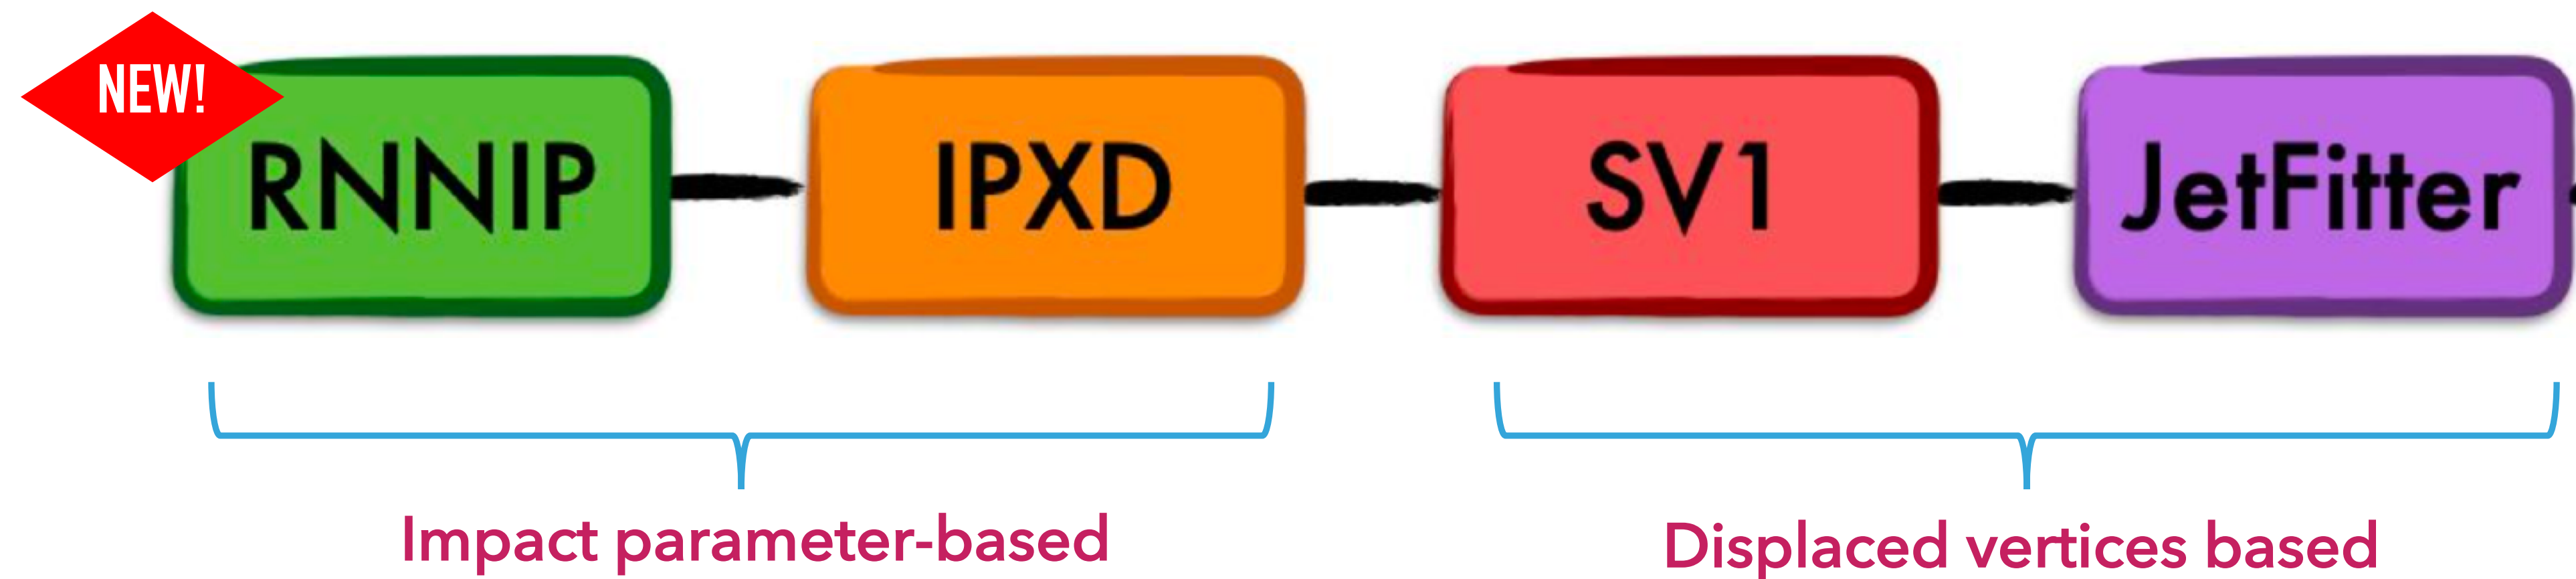 NEW!
RNNIP
IPXD
SV1
JetFitter
Impact parameter-based
Displaced vertices based